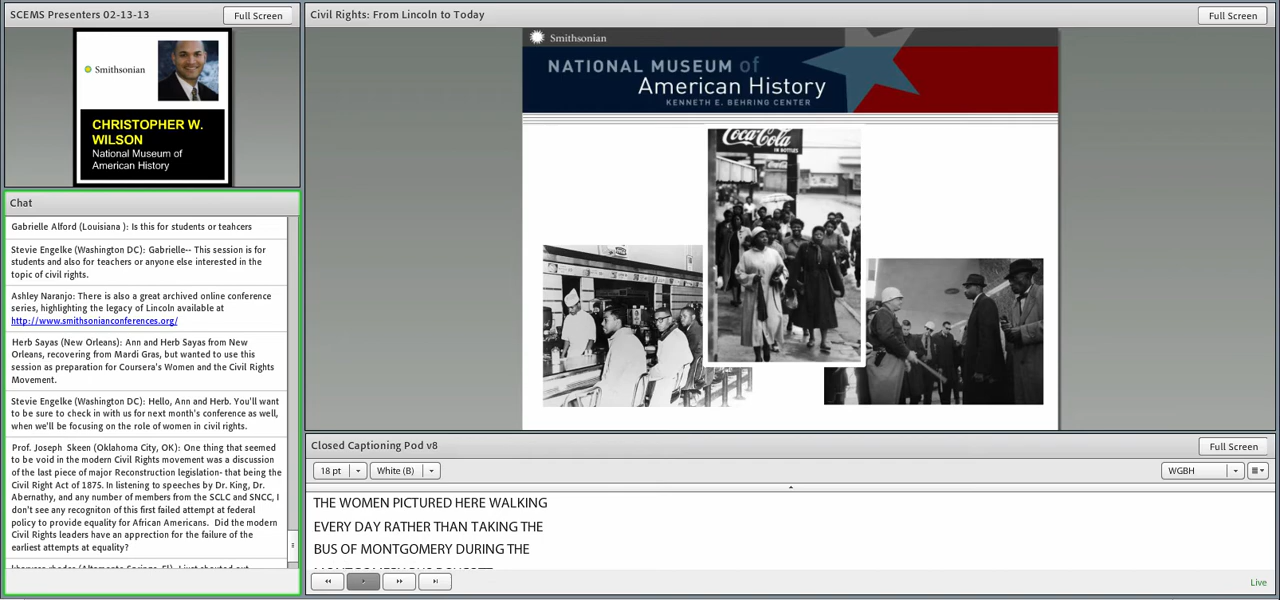 SCEMS Presenters 02-13-13
Full Screen
Smithsonian
CHRISTOPHER W.
WILSON
National Museum of
American History
Chat
Gabrielle Alford (Louisiana ): Is this for students or teahcers
Stevie Engelke (Washington DC): Gabrielle-- This session is for
students and also for teachers or anyone else interested in the
topic of civil rights.
Ashley Naranjo: There is also a great archived online conference
series, highlighting the legacy of Lincoln available at
http://www.smithsonianconferences.org/
Herb Sayas (New Orleans): Ann and Herb Sayas from New
Orleans, recovering from Mardi Gras, but wanted to use this
session as preparation for Coursera's Women and the Civil Rights
Movement.
Stevie Engelke (Washington DC): Hello, Ann and Herb. You'll want
to be sure to check in with us for next month's conference as well,
when we'll be focusing on the role of women in civil rights.
Prof. Joseph Skeen (Oklahoma City, OK): One thing that seemed
to be void in the modern Civil Rights movement was a discussion
of the last piece of major Reconstruction legislation- that being the
Civil Right Act of 1875. In listening to speeches by Dr. King, Dr.
Abernathy, and any number of members from the SCLC and SNCC, I
don't see any recogniton of this first failed attempt at federal
policy to provide equality for African Americans. Did the modern
Civil Rights leaders have an apprection for the failure of the
earliest attempts at equality?
Civil Rights: From Lincoln to Today
Full Screen
Smithsonian
NATIONAL MUSEUM of
American History
KENNETH E. BEHRING CENTER
Coca-Cola
IN BOTTLES
Closed Captioning Pod v8
Full Screen
18 pt
White (B)
WGBH
THE WOMEN PICTURED HERE WALKING
EVERY DAY RATHER THAN TAKING THE
BUS OF MONTGOMERY DURING THE
Live